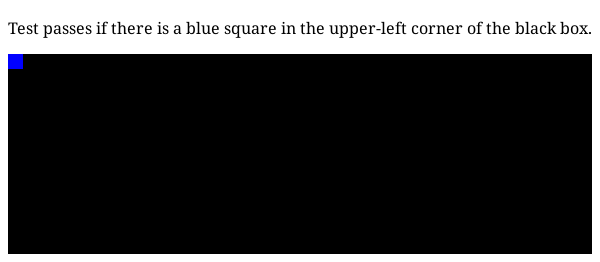 Test passes if there is a blue square in the upper-left corner of the black box.